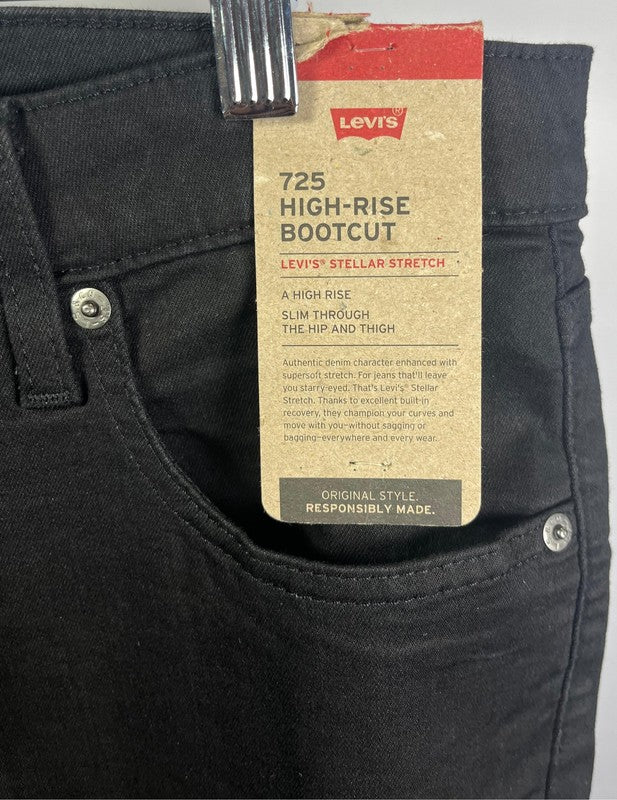 LEVI'S®
725
HIGH-RISE
BOOTCUT
LEVI'S® STELLAR STRETCH
A HIGH RISE
SLIM THROUGH
THE HIP AND THIGH
Authentic denim character enhanced with
supersoft stretch. For jeans that'll leave
you starry-eyed. That's Levi's® Stellar
Stretch. Thanks to excellent built-in
recovery, they champion your curves and
move with you—without sagging or
bagging—everywhere and every wear.
ORIGINAL STYLE.
RESPONSIBLY MADE.